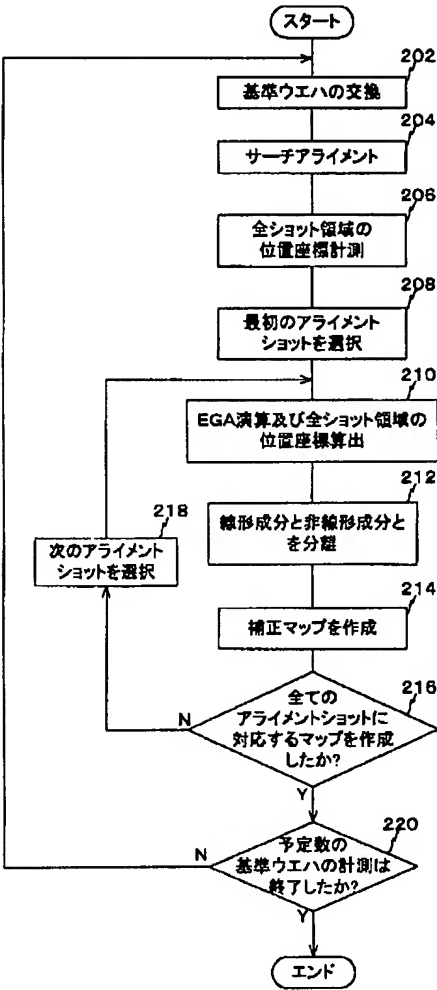 スタート
202
基準ウエハの交換
204
サーチアライメント
206
全ショット領域の
位置座標計測
208
最初のアライメント
ショットを選択
210
EGA演算及び全ショット領域の
位置座標算出
212
線形成分と非線形成分と
を分離
218
次のアライメント
ショットを選択
214
補正マップを作成
216
全ての
アライメントショットに
対応するマップを作成
したか?
N
Y
220
予定数の
基準ウエハの計測は
終了したか?
N
Y
エンド